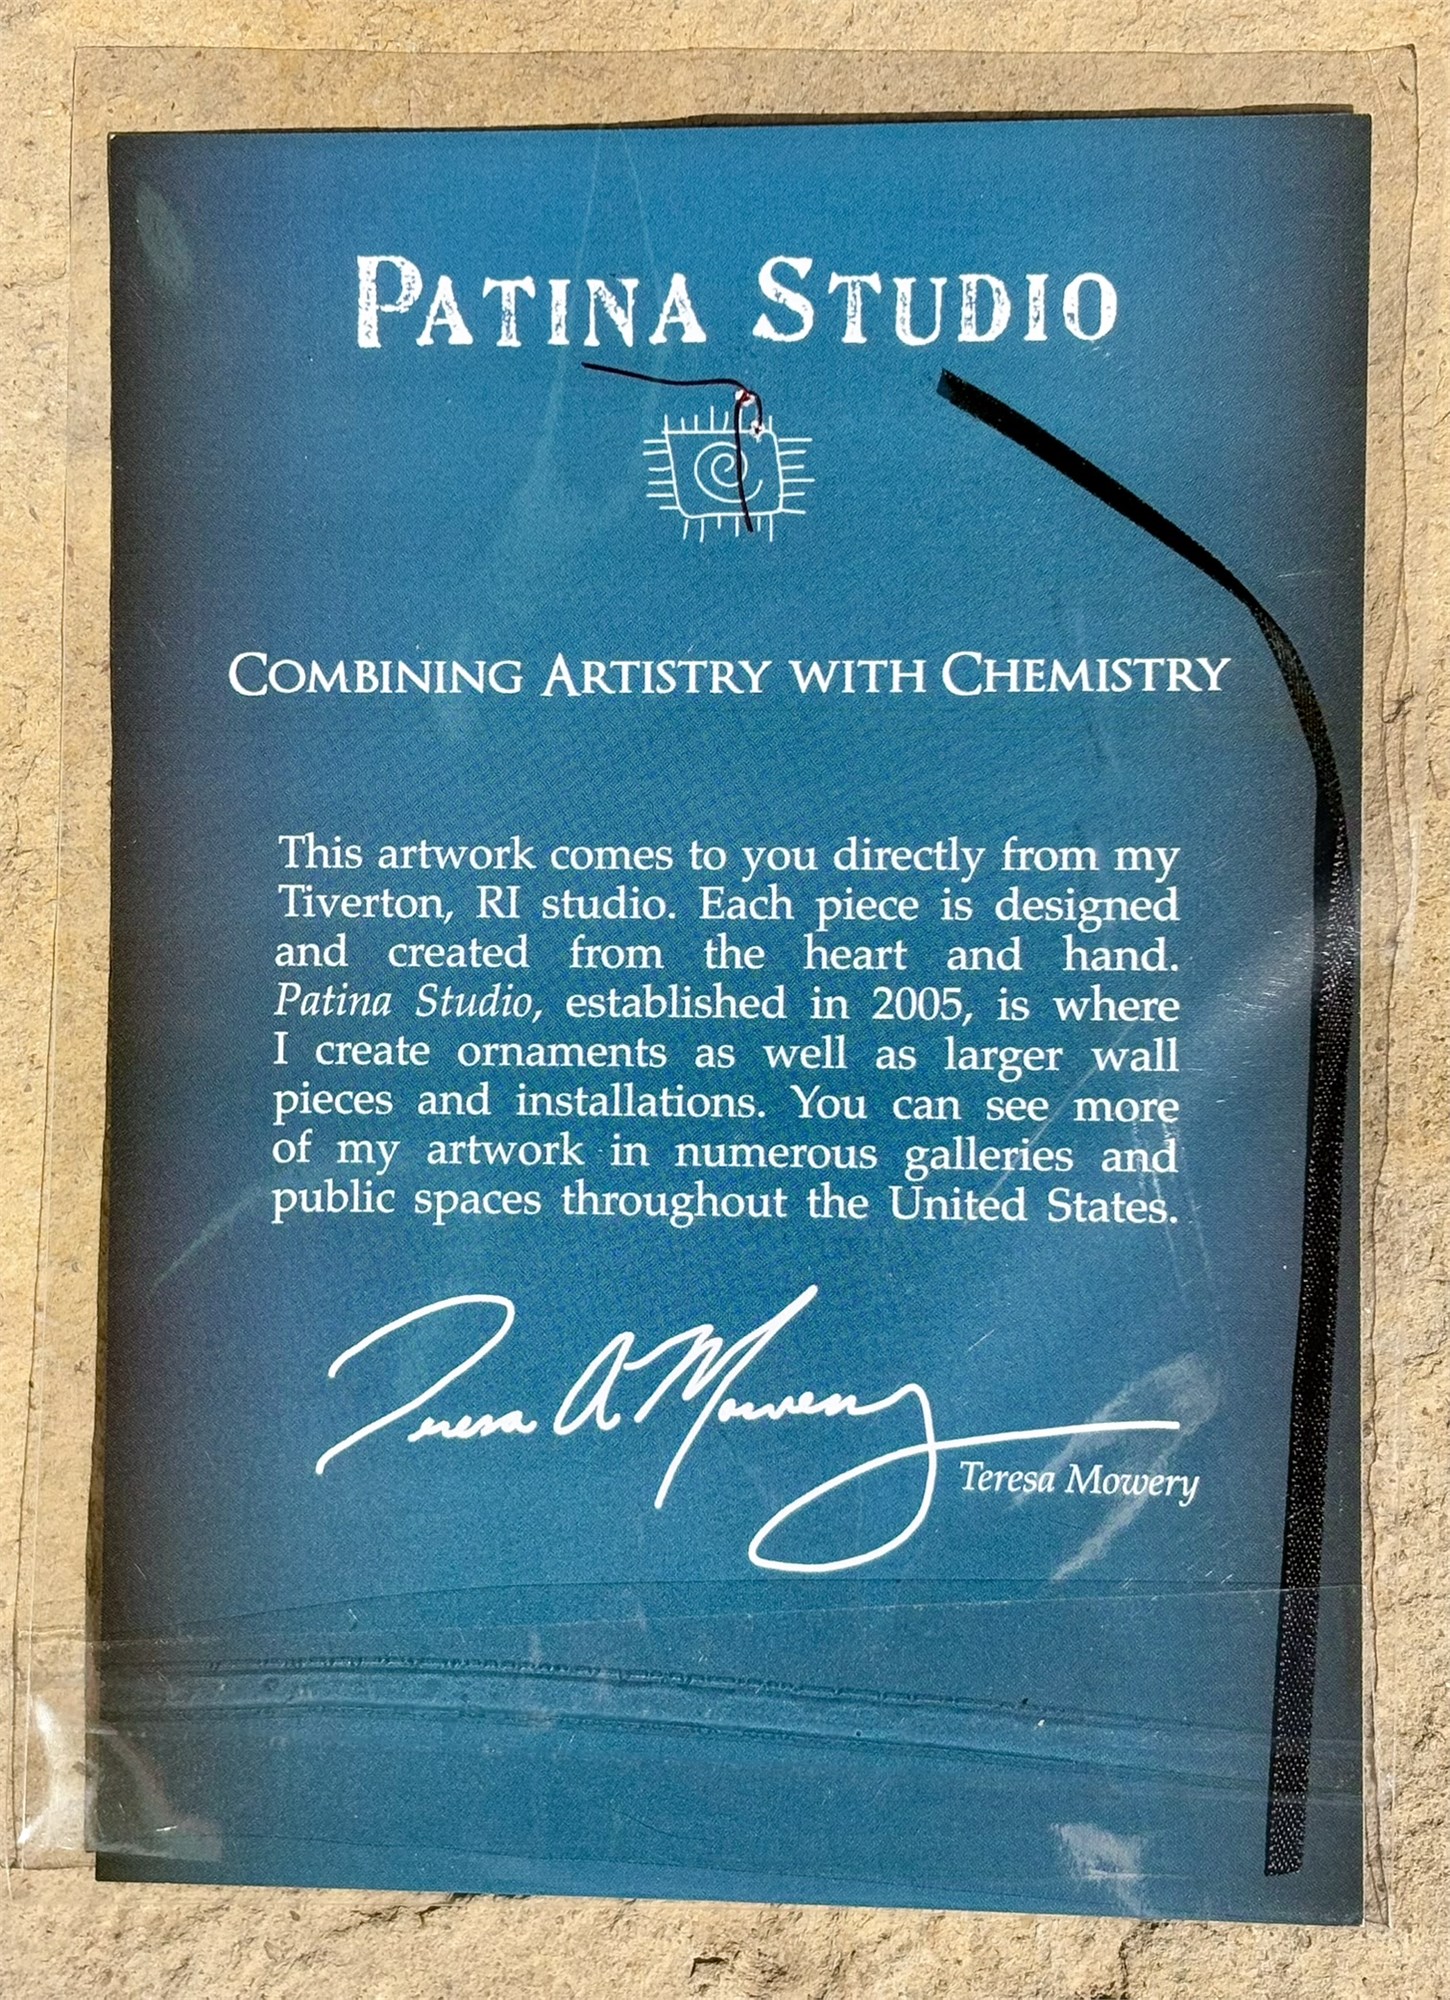 PATINA STUDIO
COMBINING ARTISTRY WITH CHEMISTRY
This artwork comes to you directly from my
Tiverton, RI studio. Each piece is designed
and created from the heart and hand.
Patina Studio, established in 2005, is where
I create ornaments as well as larger wall
pieces and installations. You can see more
of my artwork in numerous galleries and
public spaces throughout the United States.
Teresa A Mowery
Teresa Mowery